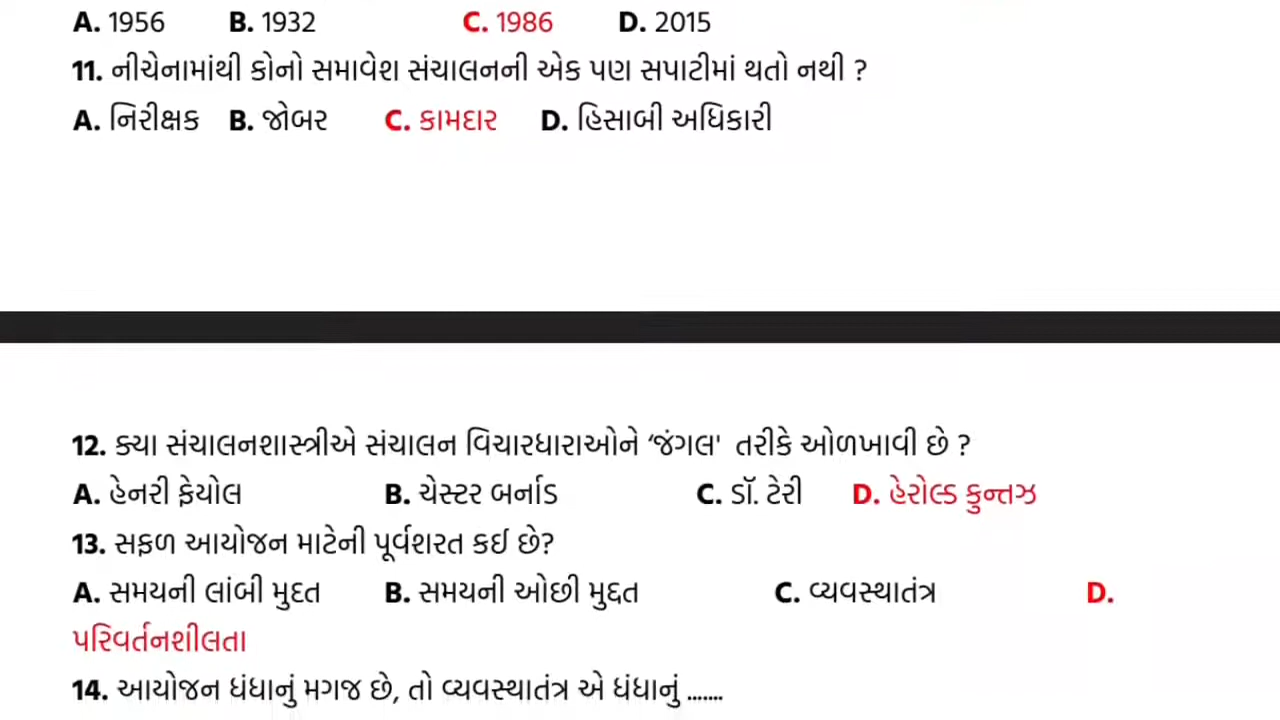 A. 1956 B. 1932 C. 1986 D. 2015
11. નીચેનામાંથી કોનો સમાવેશ સંચાલનની એક પણ સપાટીમાં થતો નથી ?
A. નિરીક્ષક B. જોબર C. કામદાર D. હિસાબી અધિકારી
12. ક્યા સંચાલનશાસ્ત્રીએ સંચાલન વિચારધારાઓને ‘જંગલ' તરીકે ઓળખાવી છે ?
A. હેનરી ફેયોલ B. ચેસ્ટર બર્નાડ C. ડૉ. ટેરી D. હેરોલ્ડ કુન્તઝ
13. સફળ આયોજન માટેની પૂર્વશરત કઈ છે?
A. સમયની લાંબી મુદત B. સમયની ઓછી મુદ્દત C. વ્યવસ્થાતંત્ર D.
પરિવર્તનશીલતા
14. આયોજન ધંધાનું મગજ છે, તો વ્યવસ્થાતંત્ર એ ધંધાનું .......